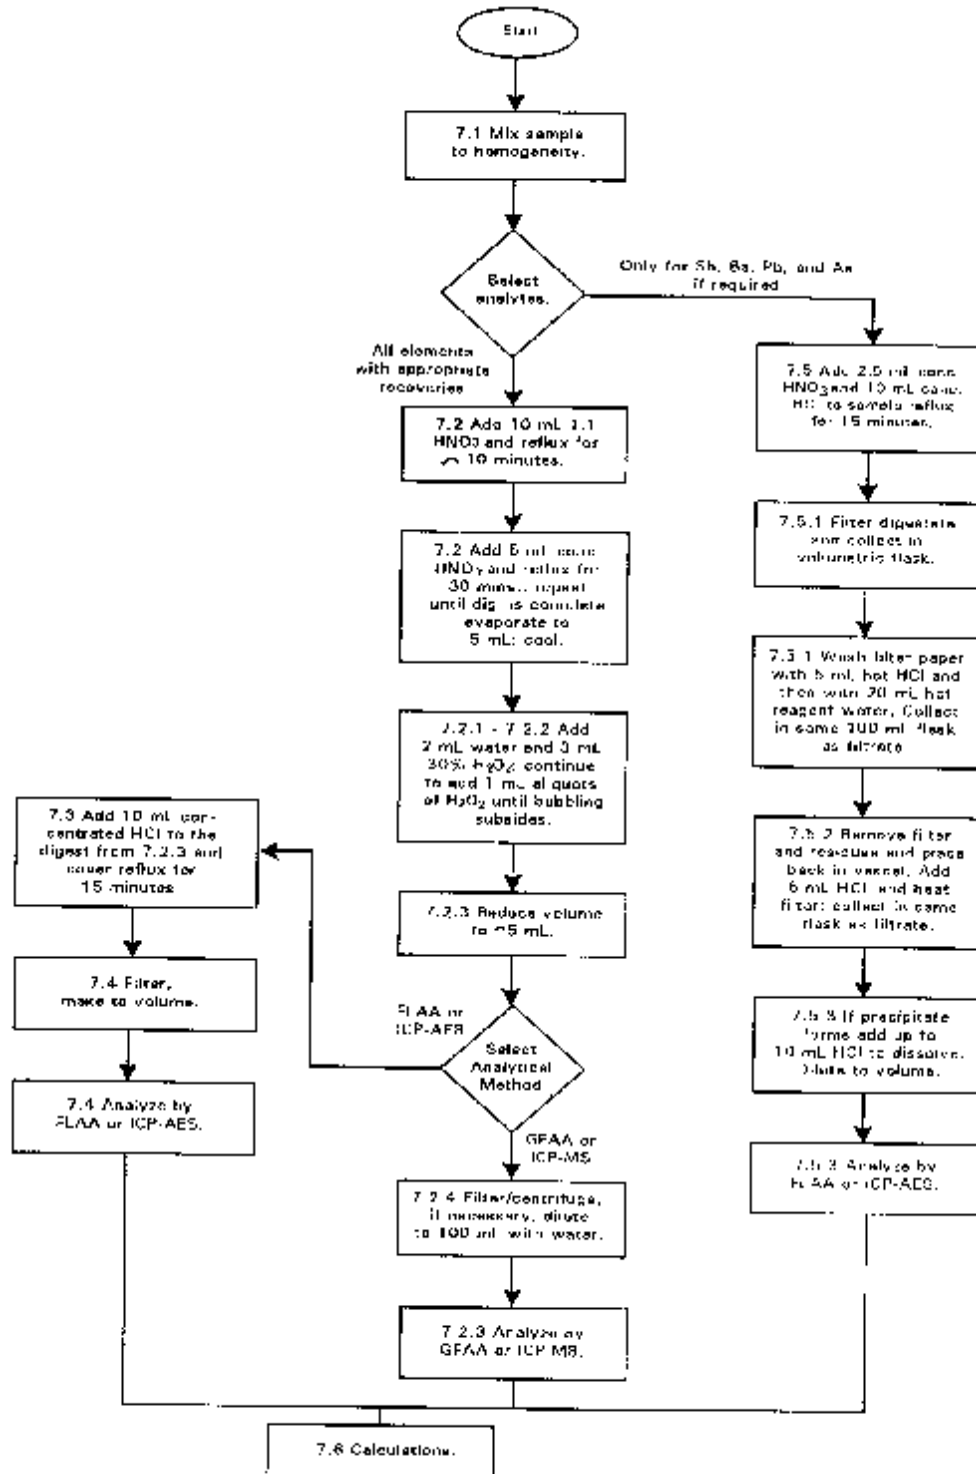 Start
7.1 Mix sample
to homogeneity.
Select
analytes.
Only for Sb, Ba, Pb, and
if required
All elements
with appropriate
recoveries
7.2 Add 10 mL 1:1
HNO3 and reflux for
10 minutes.
7.2 Add 5 mL conc
HNO3 and reflux for
30 mins., repeat
until dig. is complete
evaporate to
5 mL; cool.
7.2.1 - 7.2.2 Add
2 mL water and 3 mL
30% H2O2; continue
to add 1 mL aliquots
of H2O2 until bubbling
subsides.
7.2.3 Reduce volume
to ~5 mL.
Select
Analytical
Method
FLAA or
ICP-AES
7.3 Add 10 mL con-
centrated HCl to the
digest from 7.2.3 and
cover reflux for
15 minutes
7.4 Filter,
make to volume.
7.4 Analyze by
FLAA or ICP-AES.
GFAA or
ICP-MS
7.2.4 Filter/centrifuge,
if necessary, dilute
to 100 mL with water.
7.2.3 Analyze by
GFAA or ICP-MS.
7.5 Add 2.5 mL conc.
HNO3 and 10 mL conc.
HCl to sample reflux
for 15 minutes.
7.5.1 Filter digestate
and collect in
volumetric flask.
7.5.1 Wash filter paper
with 5 mL hot HCl and
then with 20 mL hot
reagent water. Collect
in same 100 mL flask
as filtrate
7.5.2 Remove filter
and residue and place
back in vessel. Add
5 mL HCl and heat
filter; collect in same
flask as filtrate.
7.5.3 If precipitate
forms add up to
10 mL HCl to dissolve.
Dilute to volume.
7.5.3 Analyze by
FLAA or ICP-AES.
7.6 Calculations.